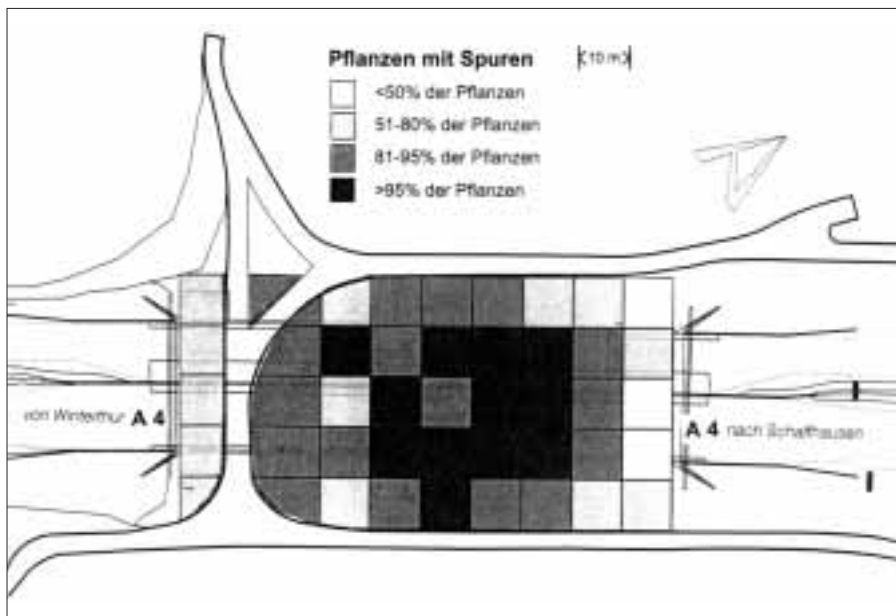 Pflanzen mit Spuren
(10 m)
<50% der Pflanzen
51-80% der Pflanzen
81-95% der Pflanzen
>95% der Pflanzen
von Winterthur A 4
A 4 nach Schaffhausen